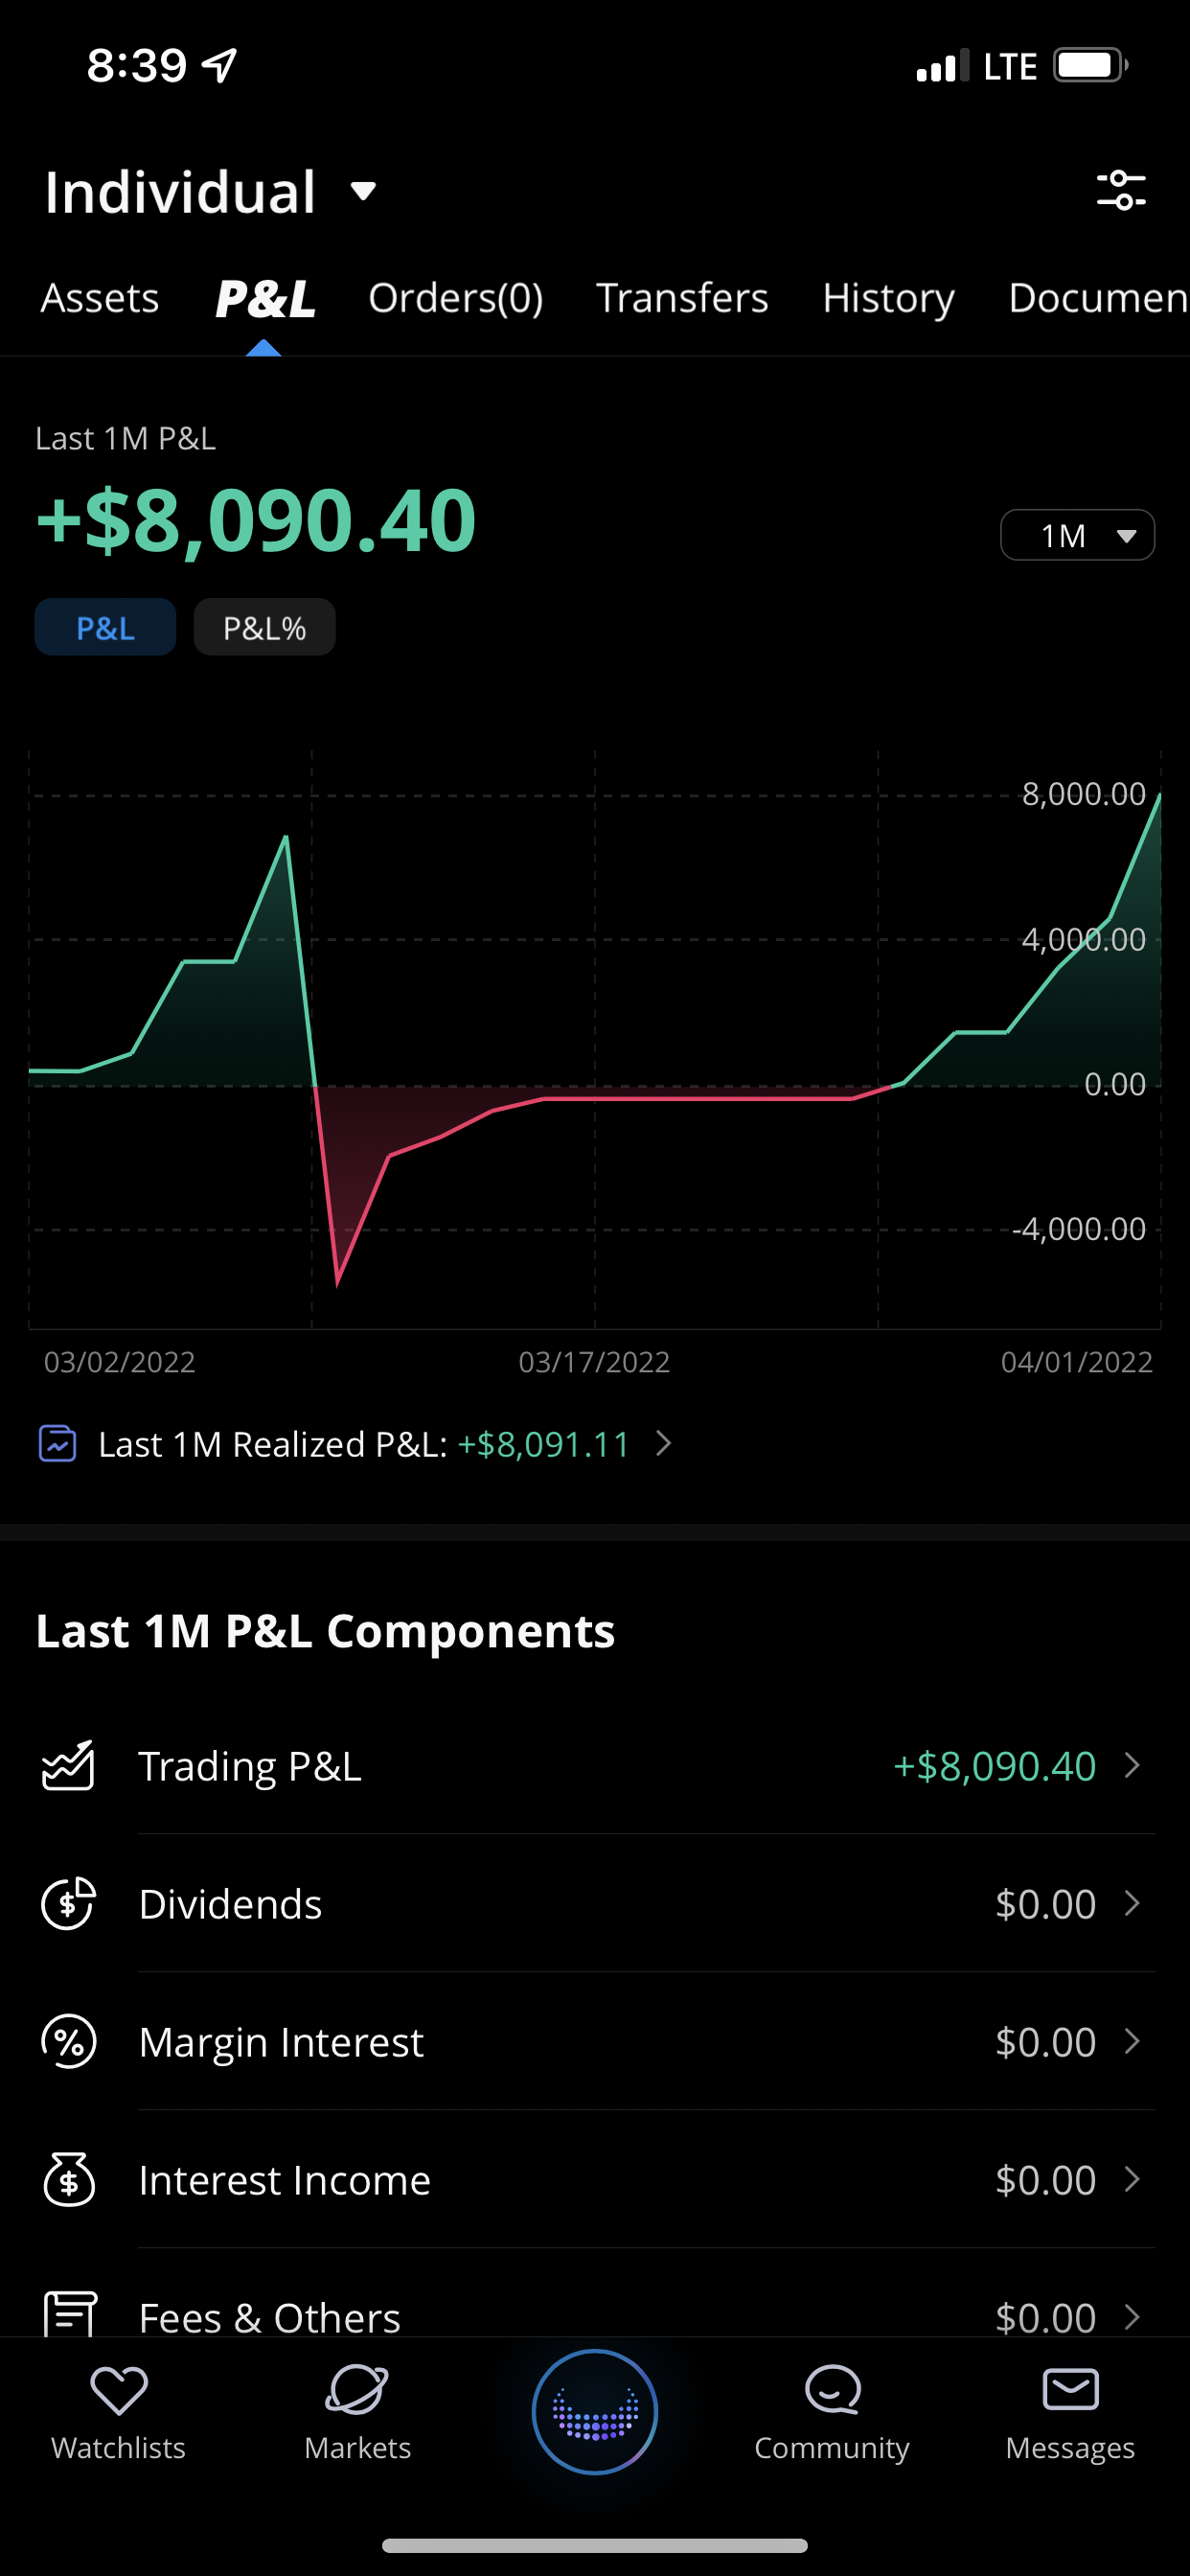 8:39 LTE
Individual
Assets P&L Orders(0) Transfers History Documen
Last 1M P&L
+$8,090.40
1M
P&L P&L%
8,000.00
4,000.00
0.00
-4,000.00
03/02/2022 03/17/2022 04/01/2022
Last 1M Realized P&L: +$8,091.11
Last 1M P&L Components
Trading P&L +$8,090.40
Dividends $0.00
Margin Interest $0.00
Interest Income $0.00
Fees & Others $0.00
Watchlists Markets Community Messages